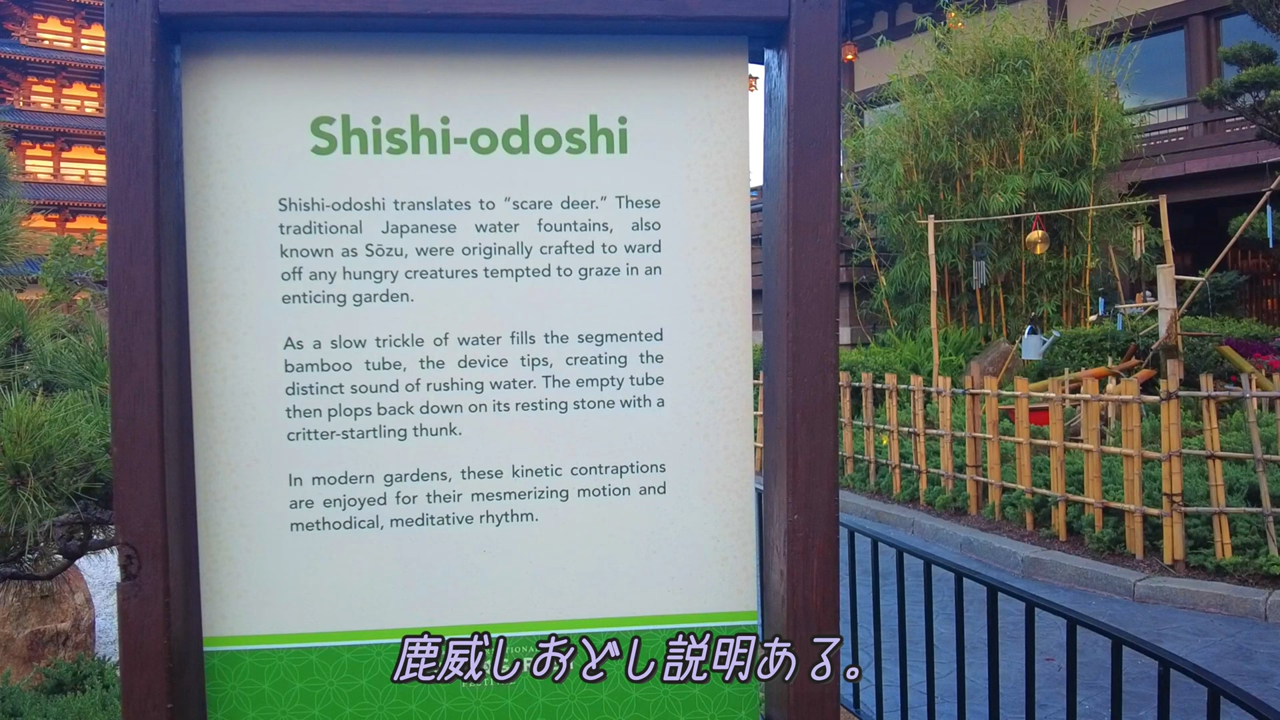 Shishi-odoshi
Shishi-odoshi translates to “scare deer.” These
traditional Japanese water fountains, also
known as Sōzu, were originally crafted to ward
off any hungry creatures tempted to graze in an
enticing garden.
As a slow trickle of water fills the segmented
bamboo tube, the device tips, creating the
distinct sound of rushing water. The empty tube
then plops back down on its resting stone with a
critter-startling thunk.
In modern gardens, these kinetic contraptions
are enjoyed for their mesmerizing motion and
methodical, meditative rhythm.
鹿威しおどし説明ある。